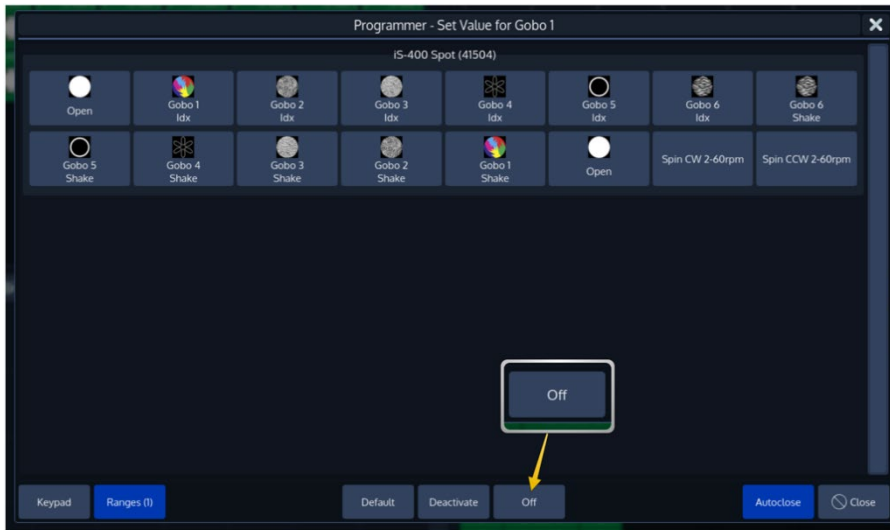 Programmer - Set Value for Gobo 1
iS-400 Spot (41504)
Open
Gobo 1
Idx
Gobo 2
Idx
Gobo 3
Idx
Gobo 4
Idx
Gobo 5
Idx
Gobo 6
Idx
Gobo 6
Shake
Gobo 5
Shake
Gobo 4
Shake
Gobo 3
Shake
Gobo 2
Shake
Gobo 1
Shake
Open
Spin CW 2-60rpm
Spin CCW 2-60rpm
Off
Keypad
Ranges (1)
Default
Deactivate
Off
Autoclose
Close